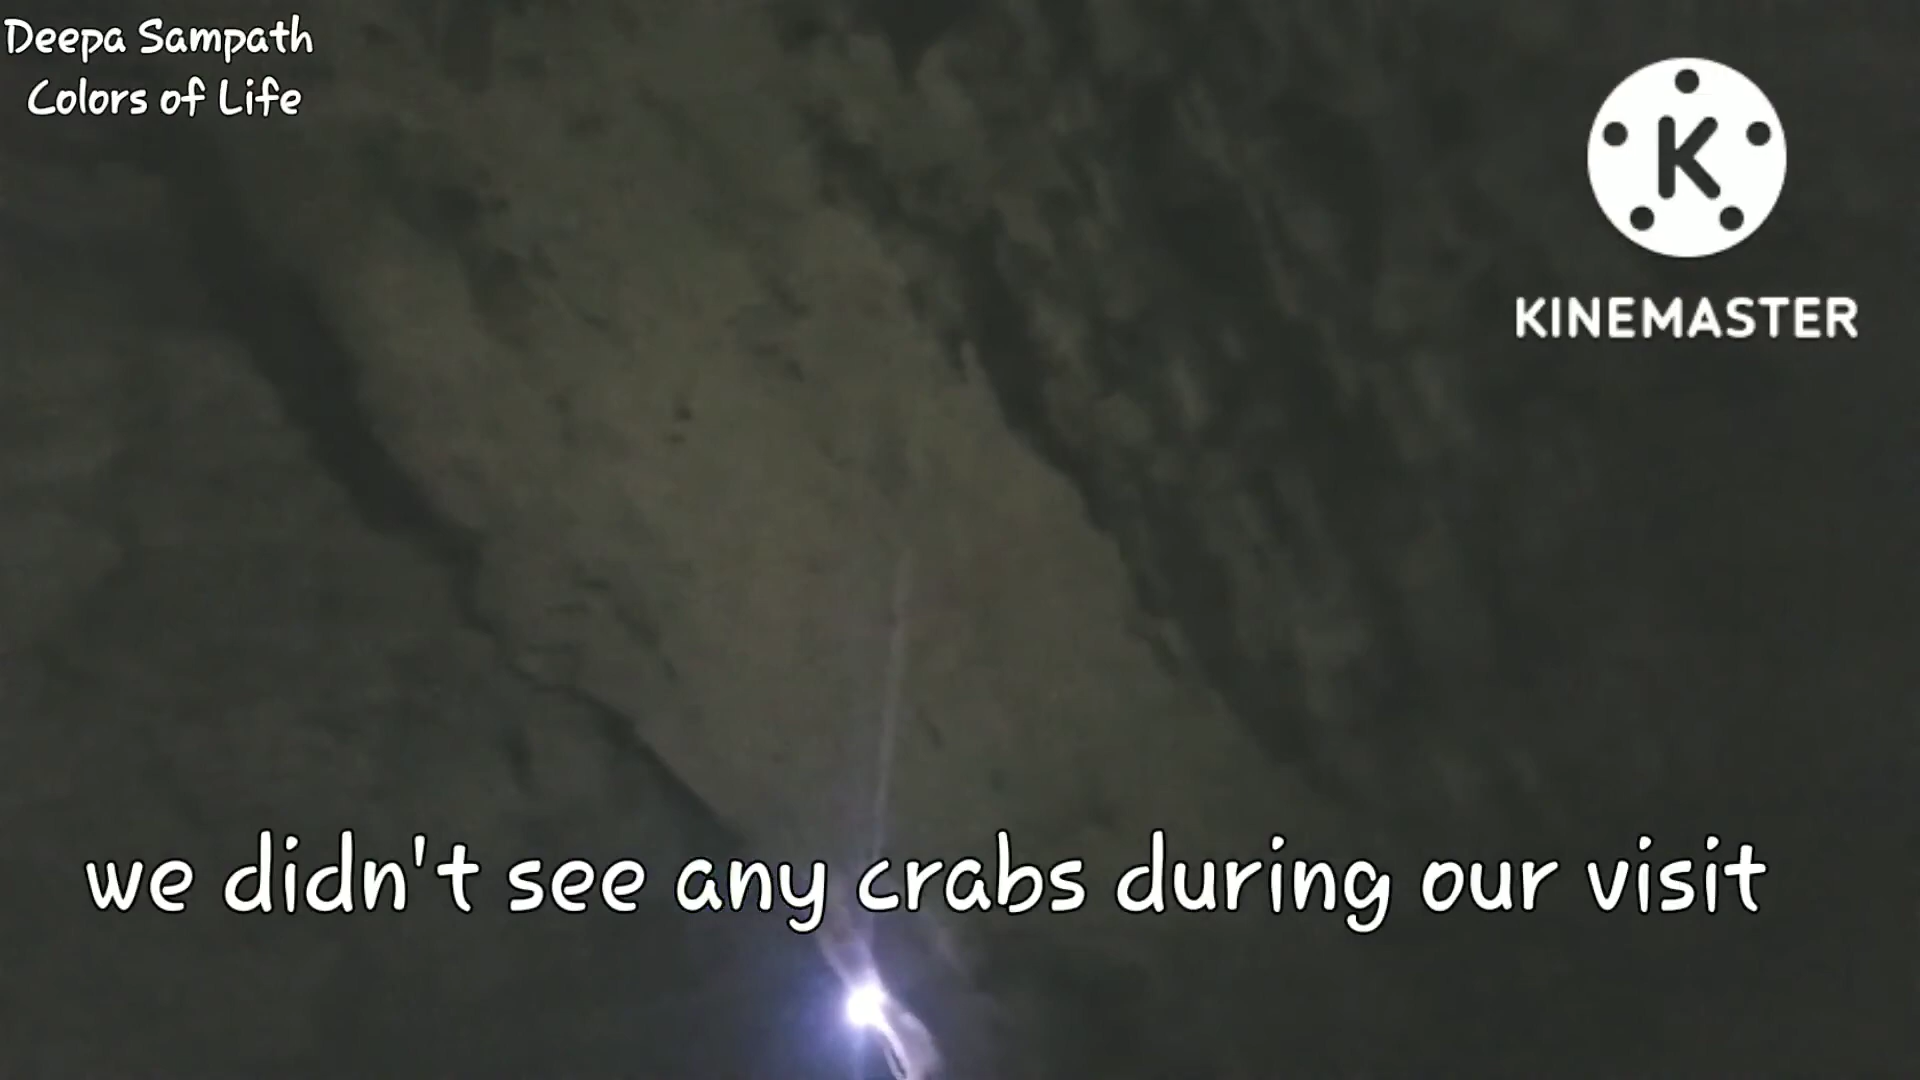 Deepa Sampath
Colors of Life
K
KINEMASTER
we didn't see any crabs during our visit